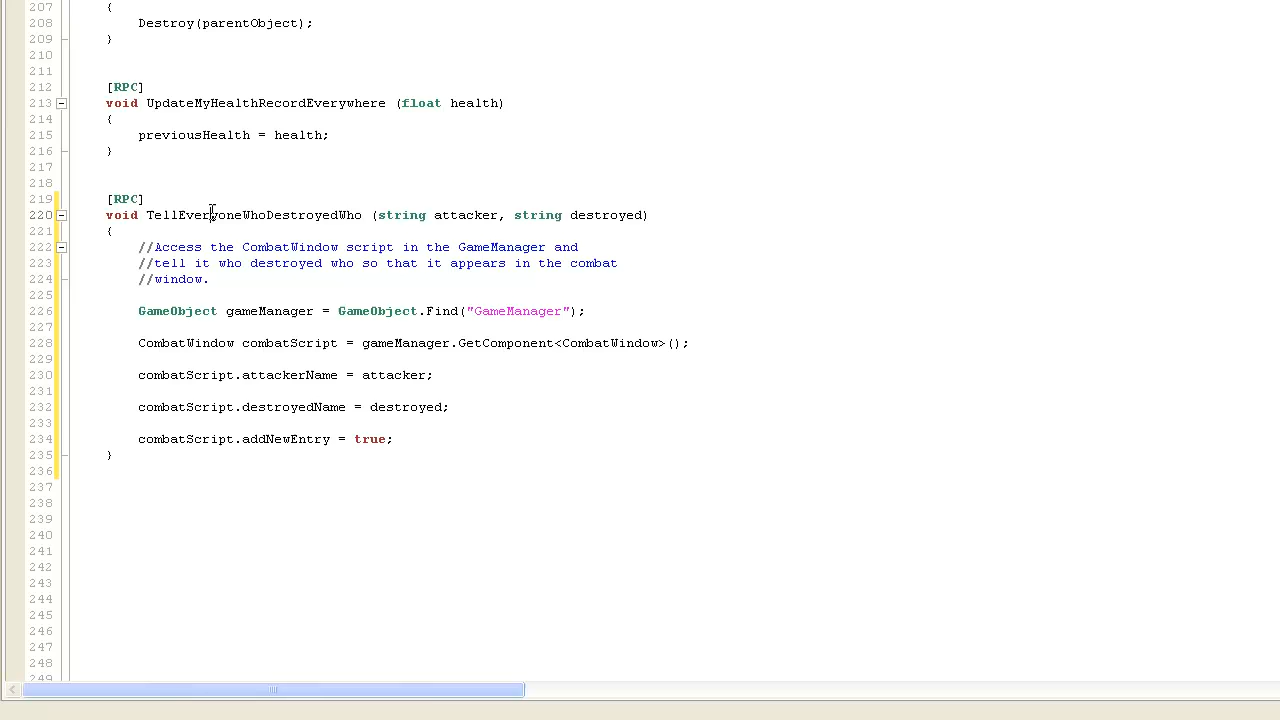 207 {
208 Destroy(parentObject);
209 }
210
211
212 [RPC]
213 void UpdateMyHealthRecordEverywhere (float health)
214 {
215 previousHealth = health;
216 }
217
218
219 [RPC]
220 void TellEveryoneWhoDestroyedWho (string attacker, string destroyed)
221 {
222 //Access the CombatWindow script in the GameManager and
223 //tell it who destroyed who so that it appears in the combat
224 //window.
225
226 GameObject gameManager = GameObject.Find("GameManager");
227
228 CombatWindow combatScript = gameManager.GetComponent<CombatWindow>();
229
230 combatScript.attackerName = attacker;
231
232 combatScript.destroyedName = destroyed;
233
234 combatScript.addNewEntry = true;
235 }
236
237
238
239
240
241
242
243
244
245
246
247
248
249